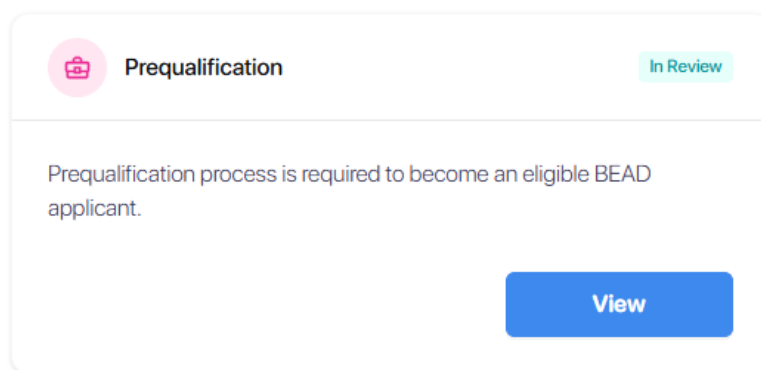 Prequalification
In Review
Prequalification process is required to become an eligible BEAD
applicant.
View